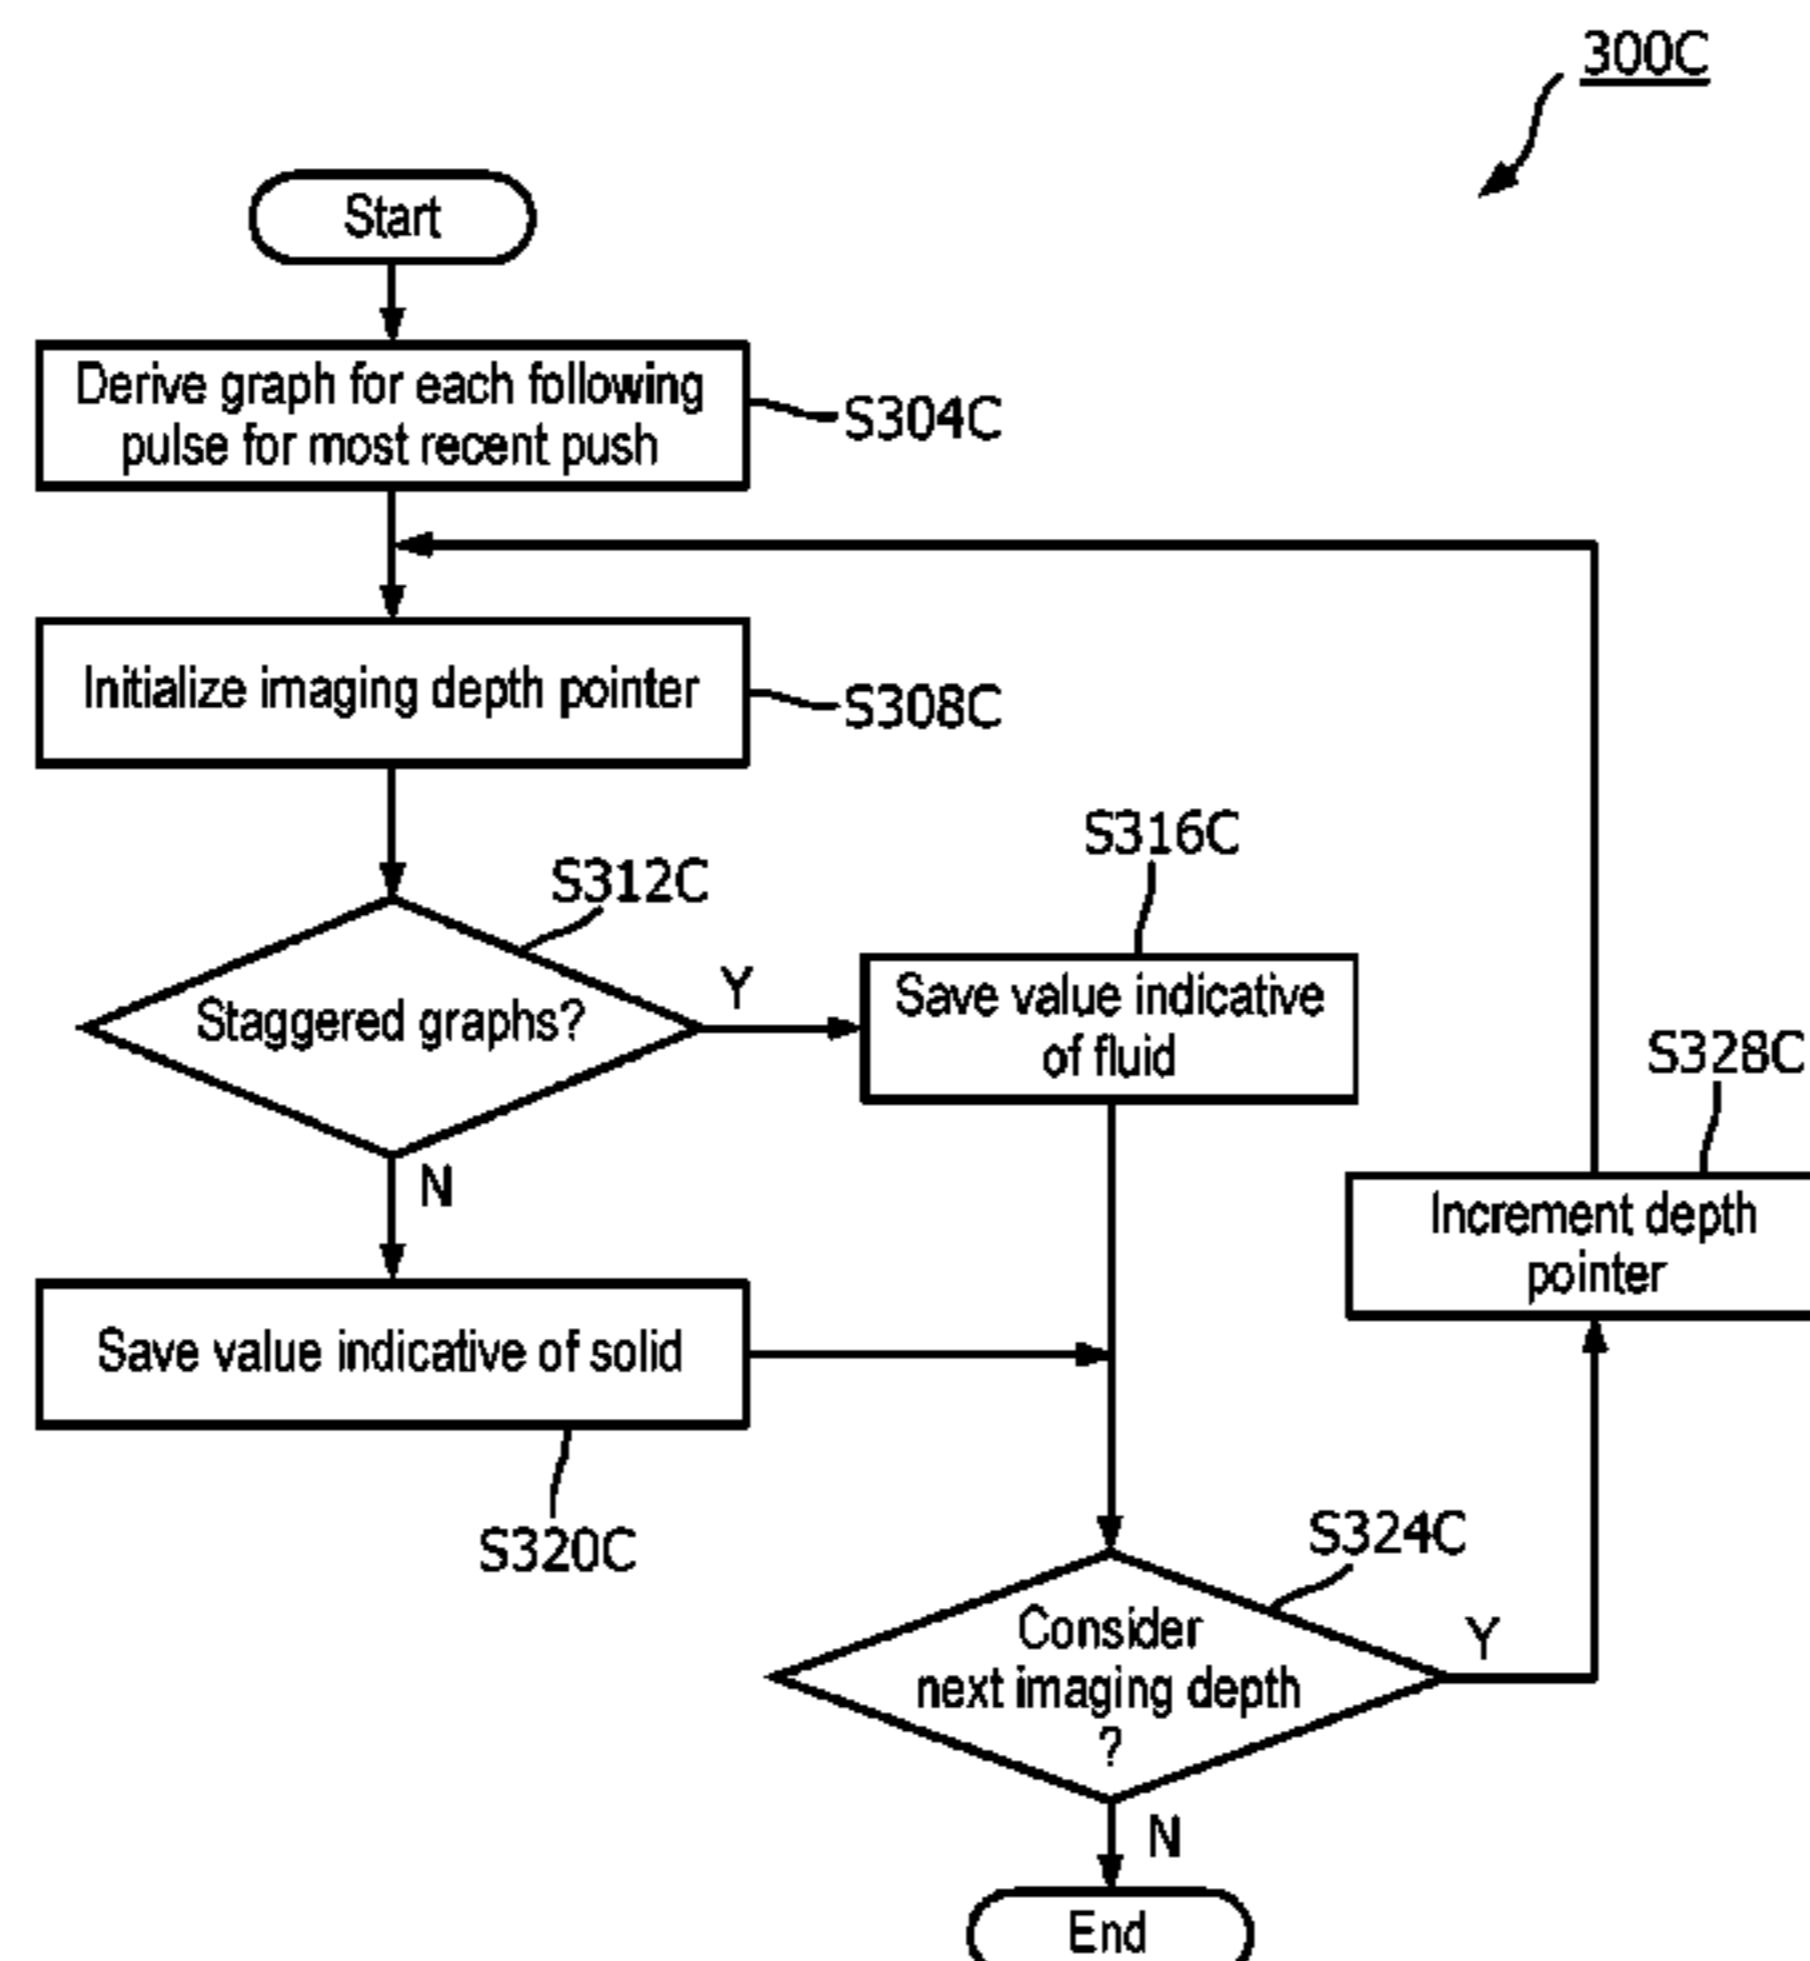 300C
Start
Derive graph for each following
pulse for most recent push
S304C
Initialize imaging depth pointer
S308C
S312C
Staggered graphs?
Y
N
S316C
Save value indicative
of fluid
S328C
Increment depth
pointer
Save value indicative of solid
S320C
S324C
Consider
next imaging depth
?
Y
N
End